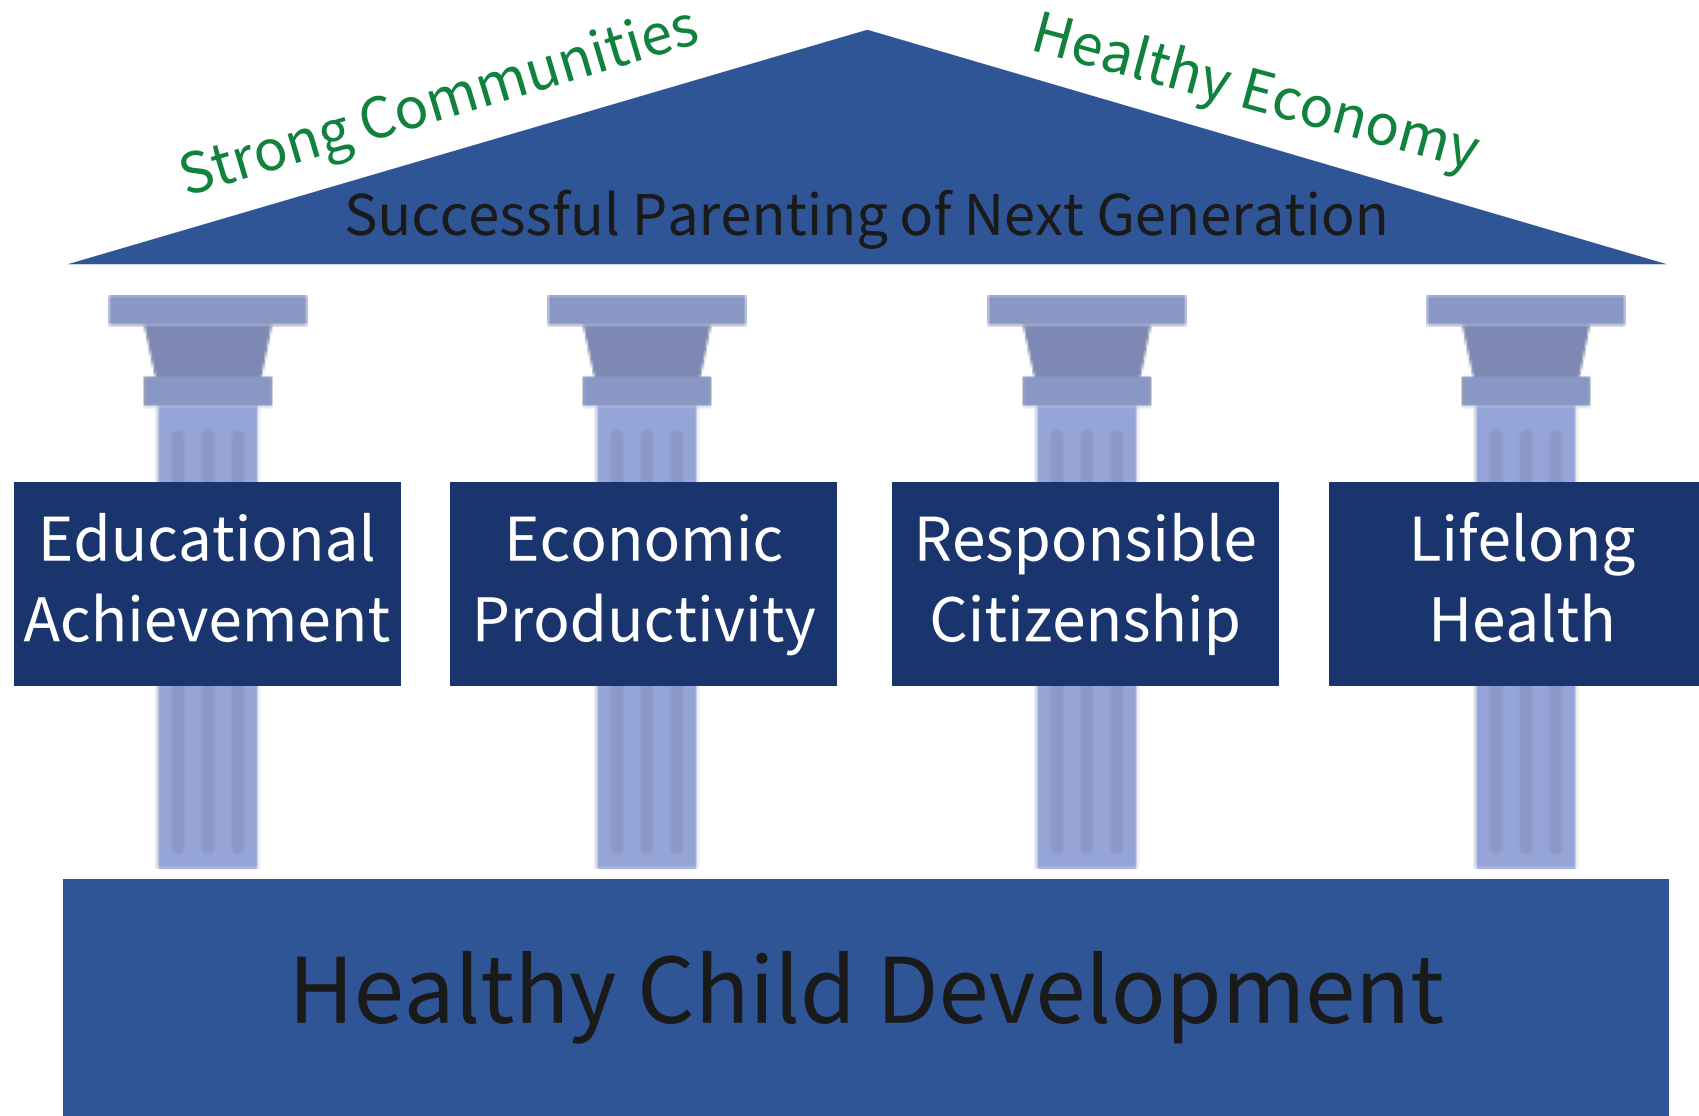 Strong Communities
Healthy Economy
Successful Parenting of Next Generation
Educational
Achievement
Economic
Productivity
Responsible
Citizenship
Lifelong
Health
Healthy Child Development